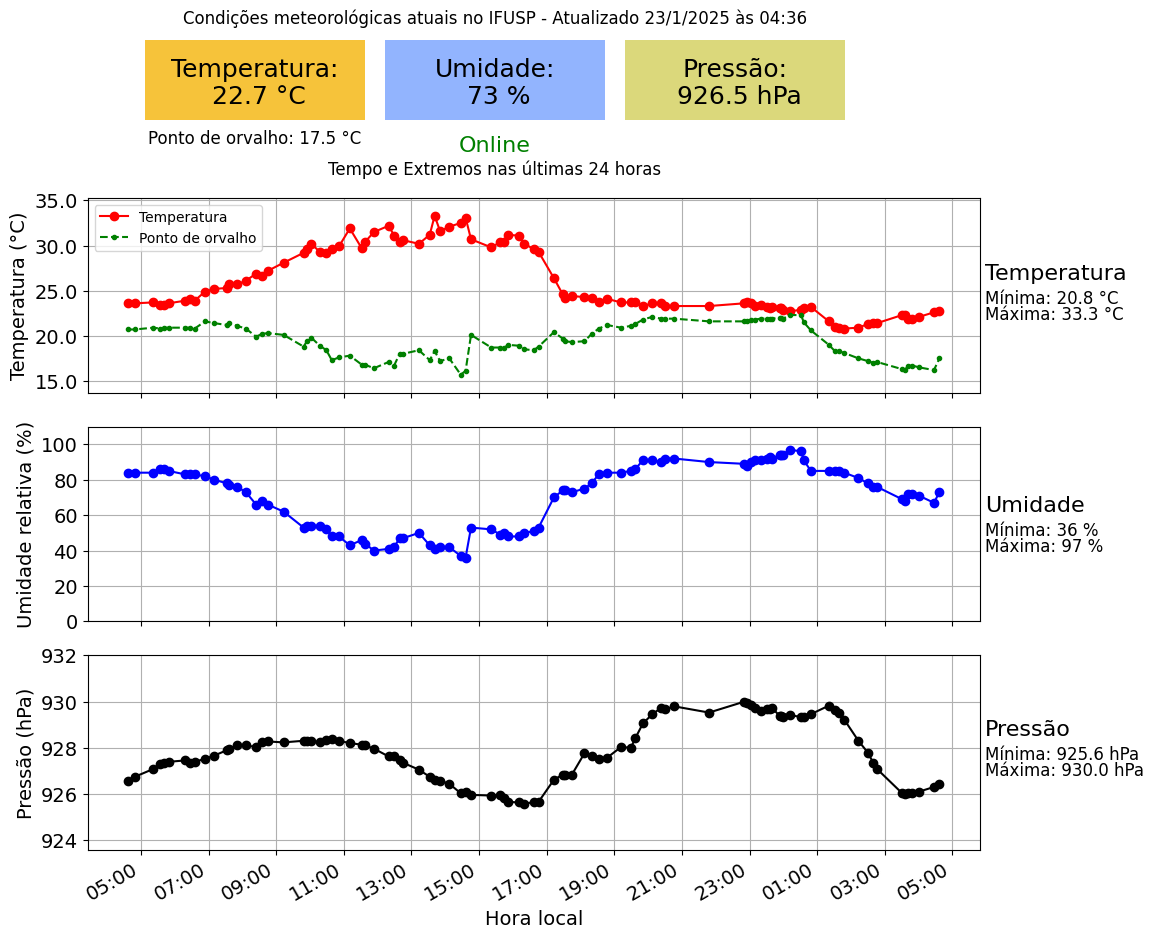 Condições meteorológicas atuais no IFUSP - Atualizado 23/1/2025 às 04:36
Temperatura:
22.7 °C
Umidade:
73 %
Pressão:
926.5 hPa
Ponto de orvalho: 17.5 °C
Online
Tempo e Extremos nas últimas 24 horas
Temperatura (°C)
35.0
30.0
25.0
20.0
15.0
Temperatura
Ponto de orvalho
Temperatura
Mínima: 20.8 °C
Máxima: 33.3 °C
Umidade relativa (%)
100
80
60
40
20
0
Umidade
Mínima: 36 %
Máxima: 97 %
Pressão (hPa)
932
930
928
926
924
Pressão
Mínima: 925.6 hPa
Máxima: 930.0 hPa
05:00 07:00 09:00 11:00 13:00 15:00 17:00 19:00 21:00 23:00 01:00 03:00 05:00
Hora local